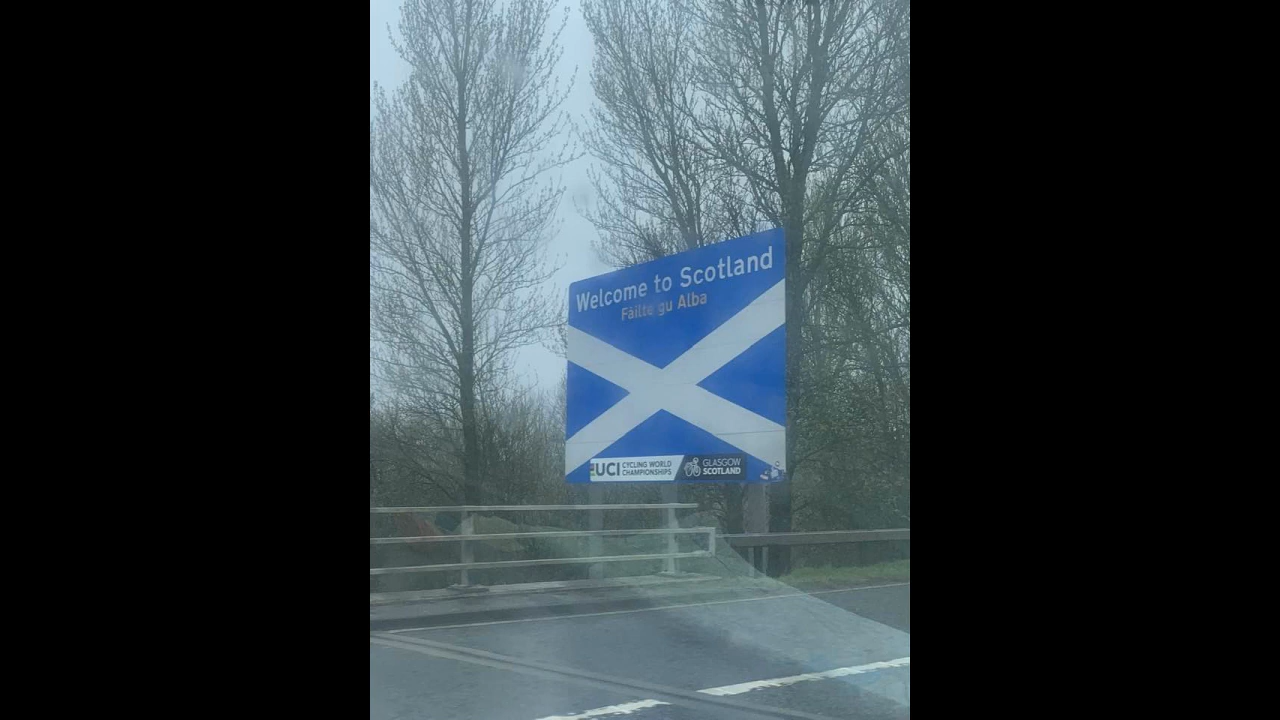 Welcome to Scotland
Fàilte gu Alba
UCI CYCLING WORLD CHAMPIONSHIPS
GLASGOW SCOTLAND